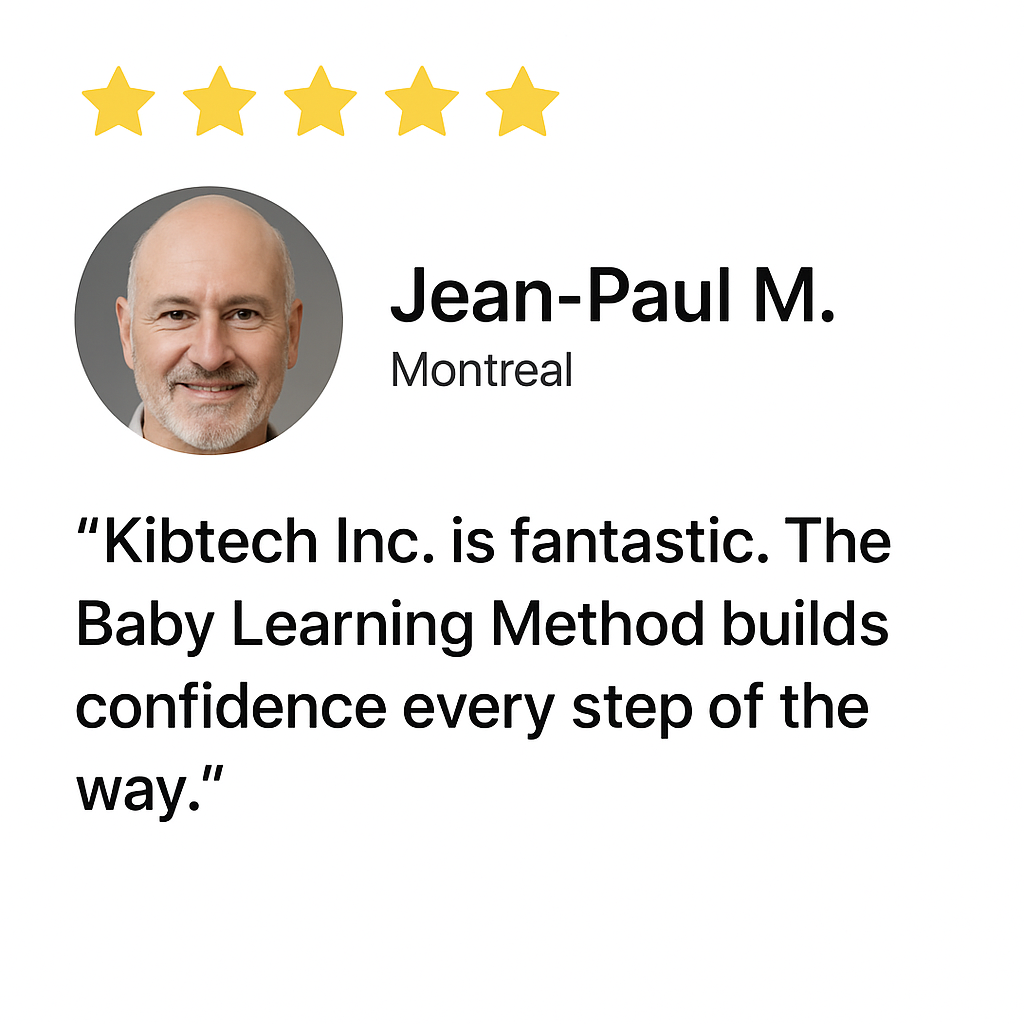 Jean-Paul M.
Montreal
“Kibtech Inc. is fantastic. The
Baby Learning Method builds
confidence every step of the
way.”